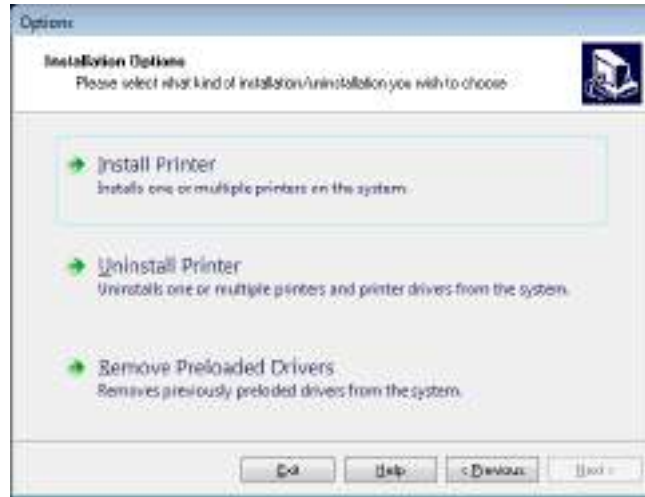 Options
Installation Options
Please select what kind of installation/uninstallation you wish to choose
Install Printer
Installs one or multiple printers on the system.
Uninstall Printer
Uninstalls one or multiple printers and printer drivers from the system.
Remove Preloaded Drivers
Removes previously preloded drivers from the system.
Exit
Help
< Previous
Next >